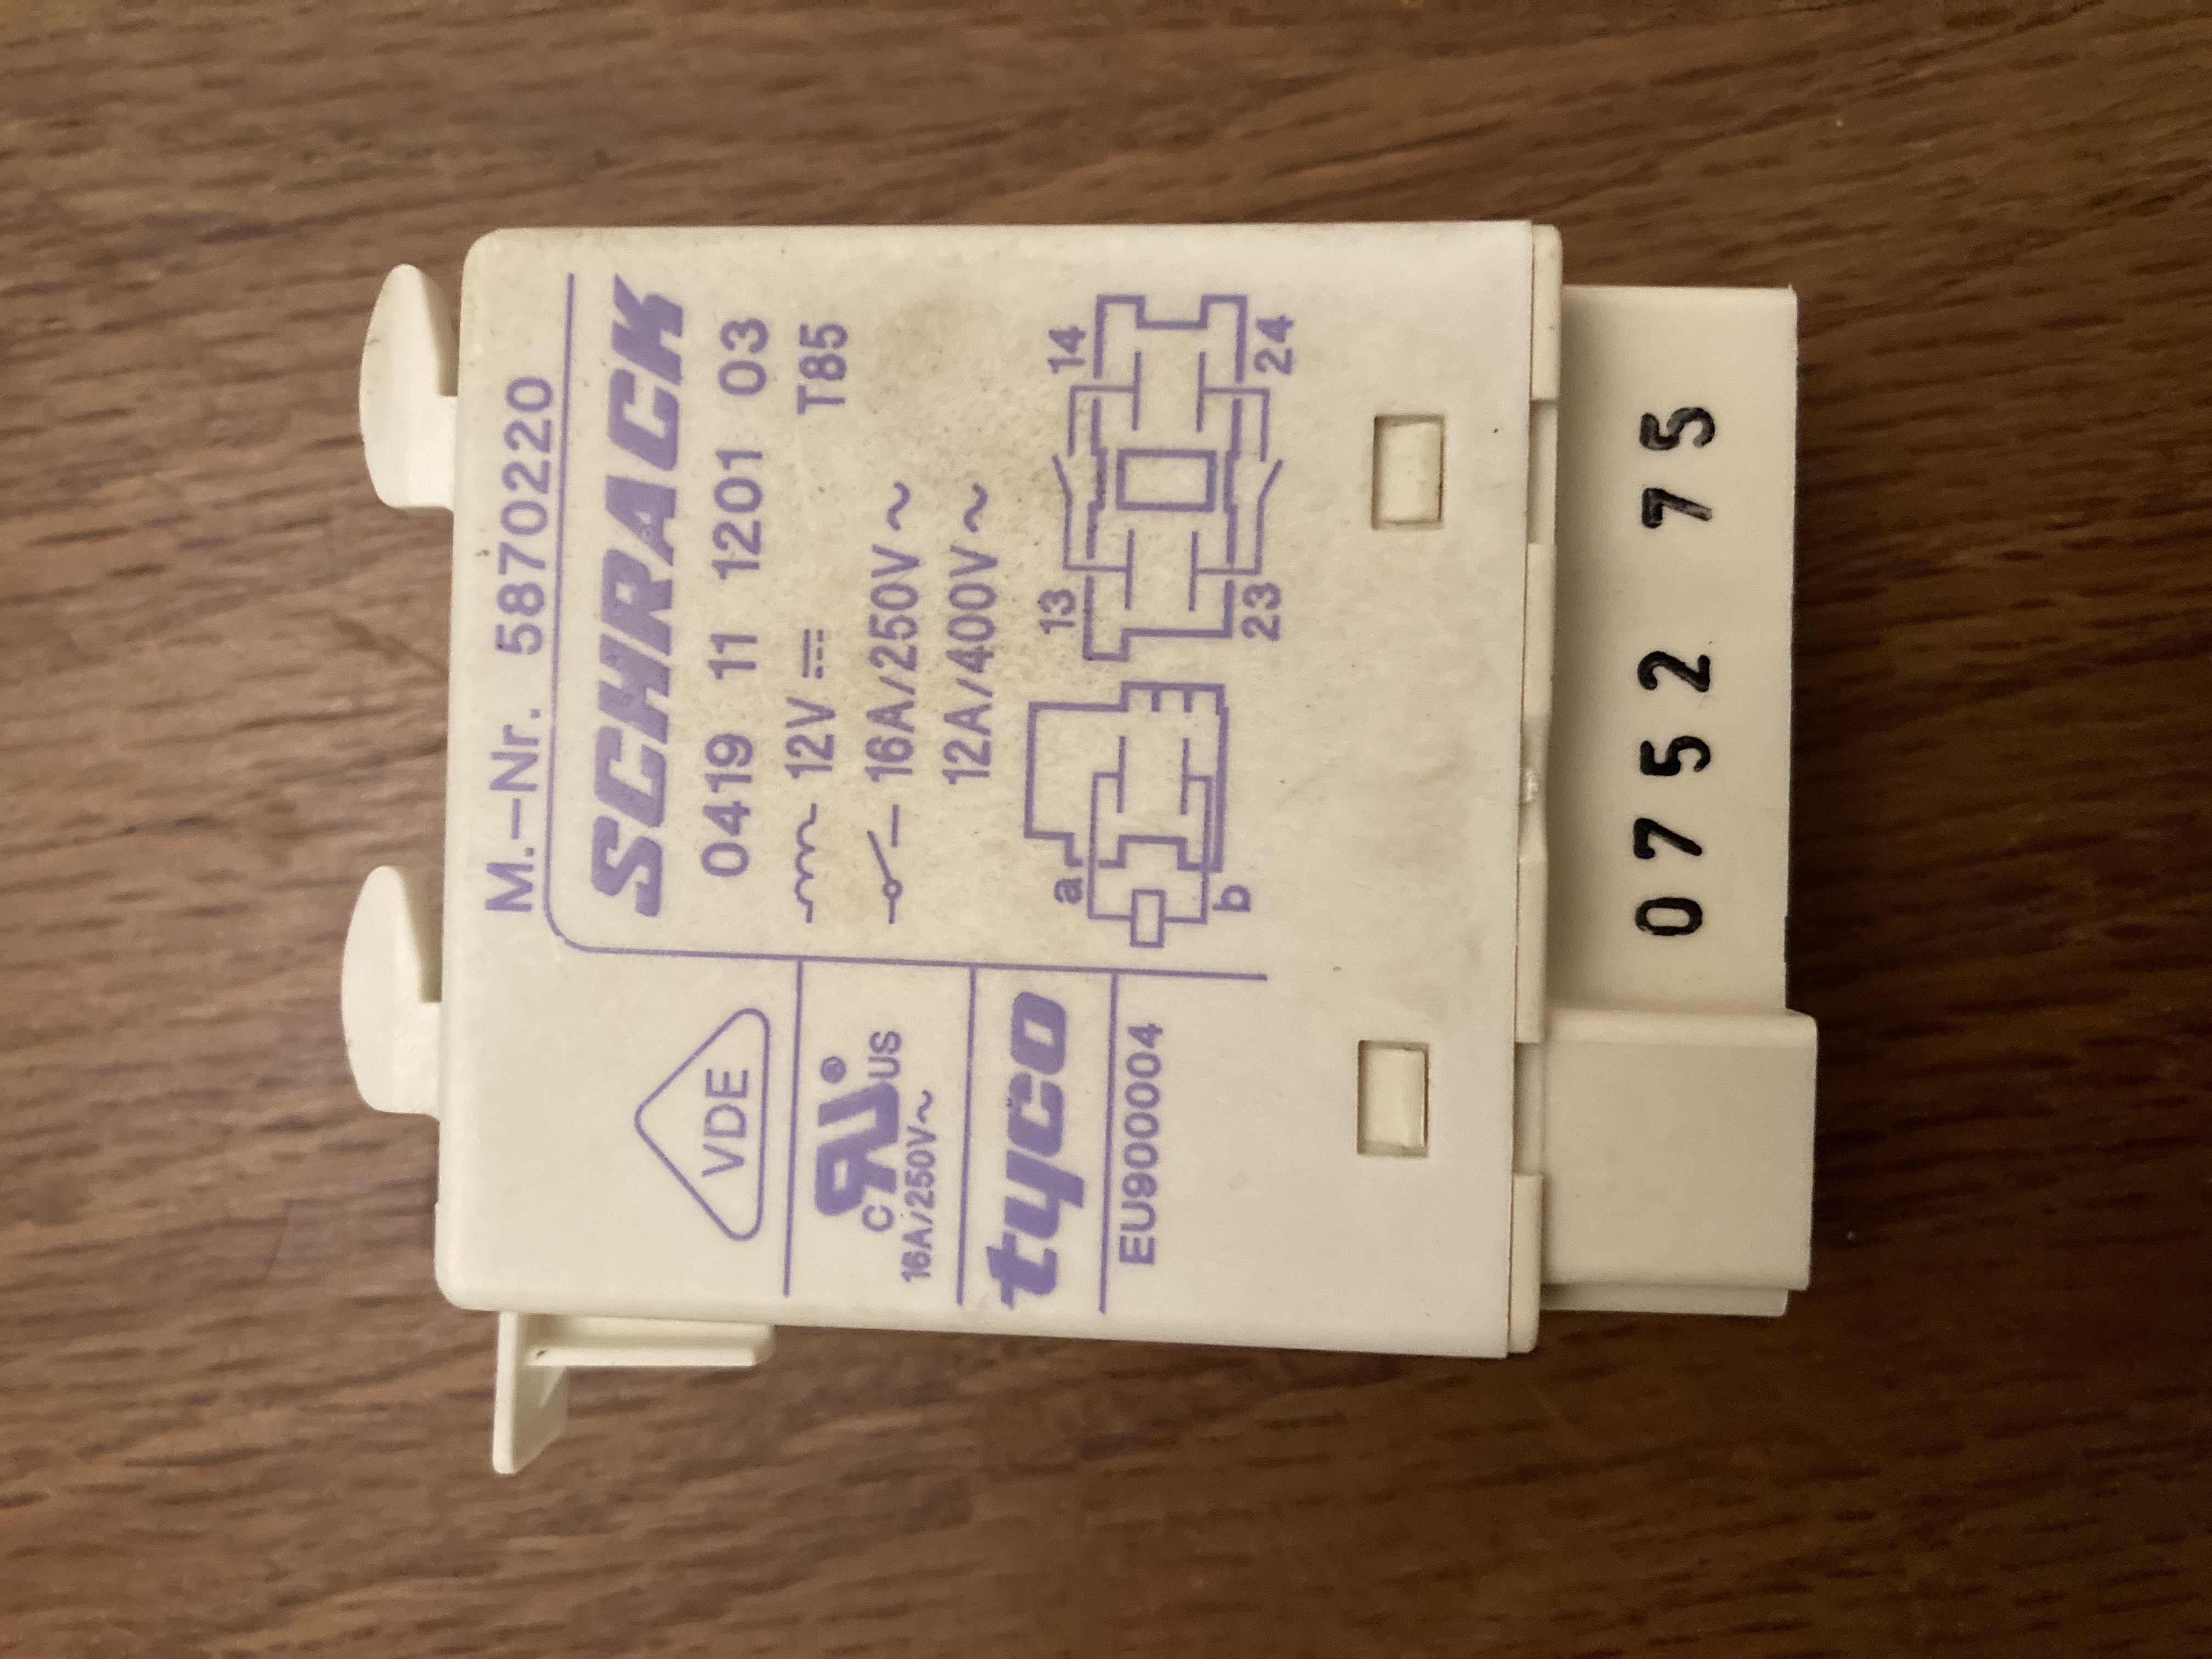 M.-Nr. 5870220
SCHRACK
0419 11 1201 03
12V T85
16A/250V ~
12A/400V ~
a
b
13
14
23
24
VDE
C RU ® US
16A/250V~
tyco
EU900004
0752 75